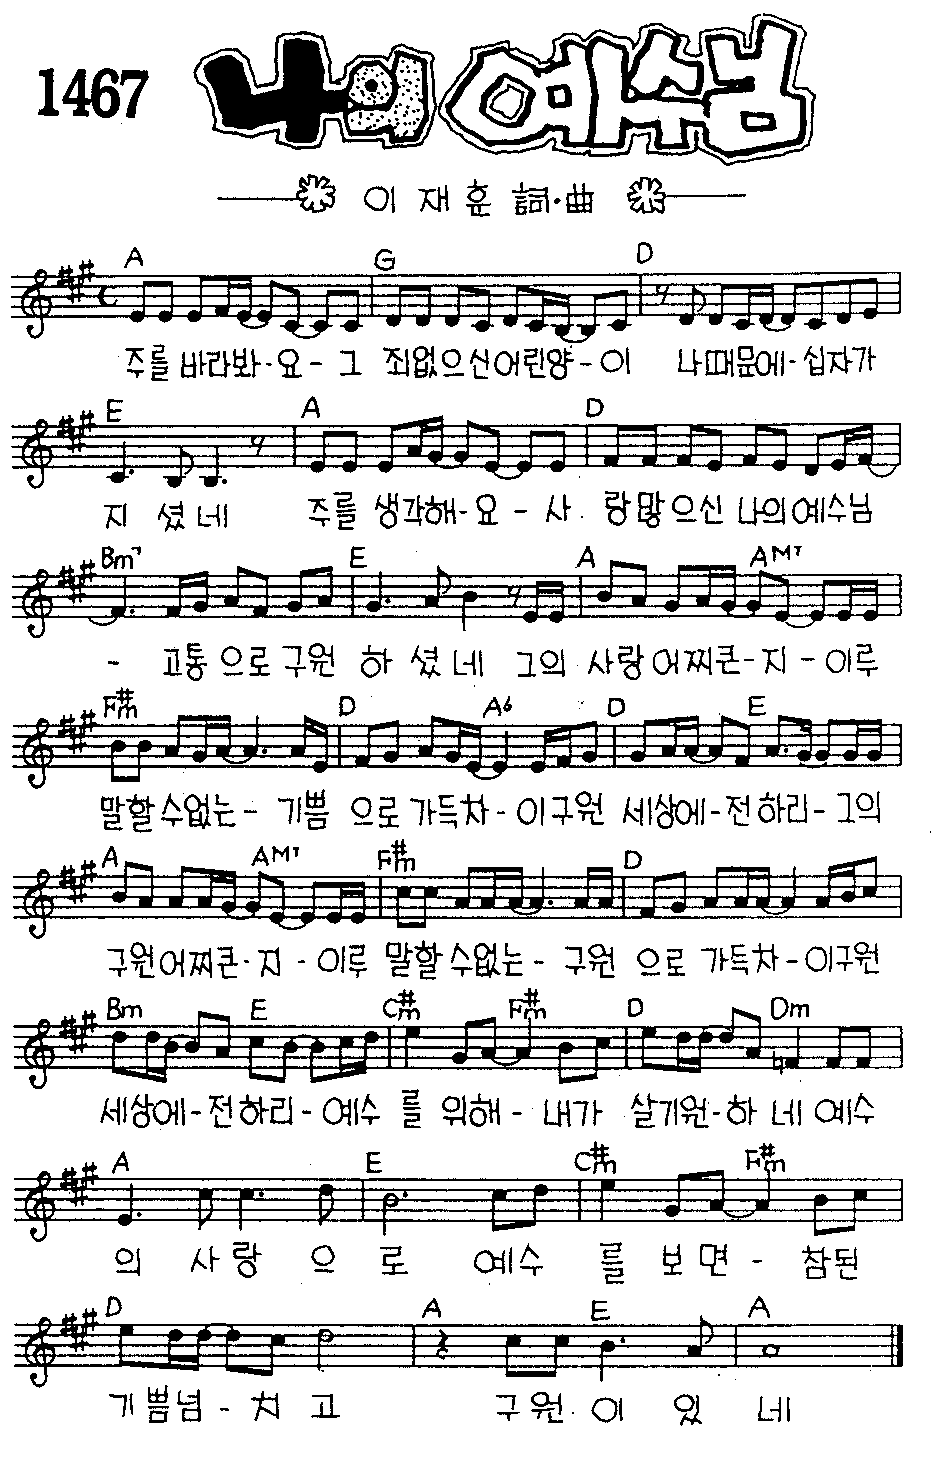 1467 나의 예수님
이재훈 詞·曲
A G D
주를 바라봐-요-그 죄없으신어린양-이 나때문에-십자가
E A D
지 셨 네 주를 생각해-요-사 랑 많으신 나의예수님
Bm7 E A AM7
- 고통 으로 구원 하 셨 네 그의 사랑 어찌큰-지-이루
F#m D A6 D E
말할 수없는- 기쁨 으로 가득차-이구원 세상에-전하리-그의
A AM7 F#m D
구원어찌큰-지-이루 말할 수없는- 구원 으로 가득차-이구원
Bm E C#m F#m D Dm
세상에-전하리-예수 를 위해- 내가 살기원-하 네 예수
A E C#m F#m
의 사 랑 으 로 예수 를 보 면 - 참된
D A E A
기쁨넘-치 고 구원 이 있 네